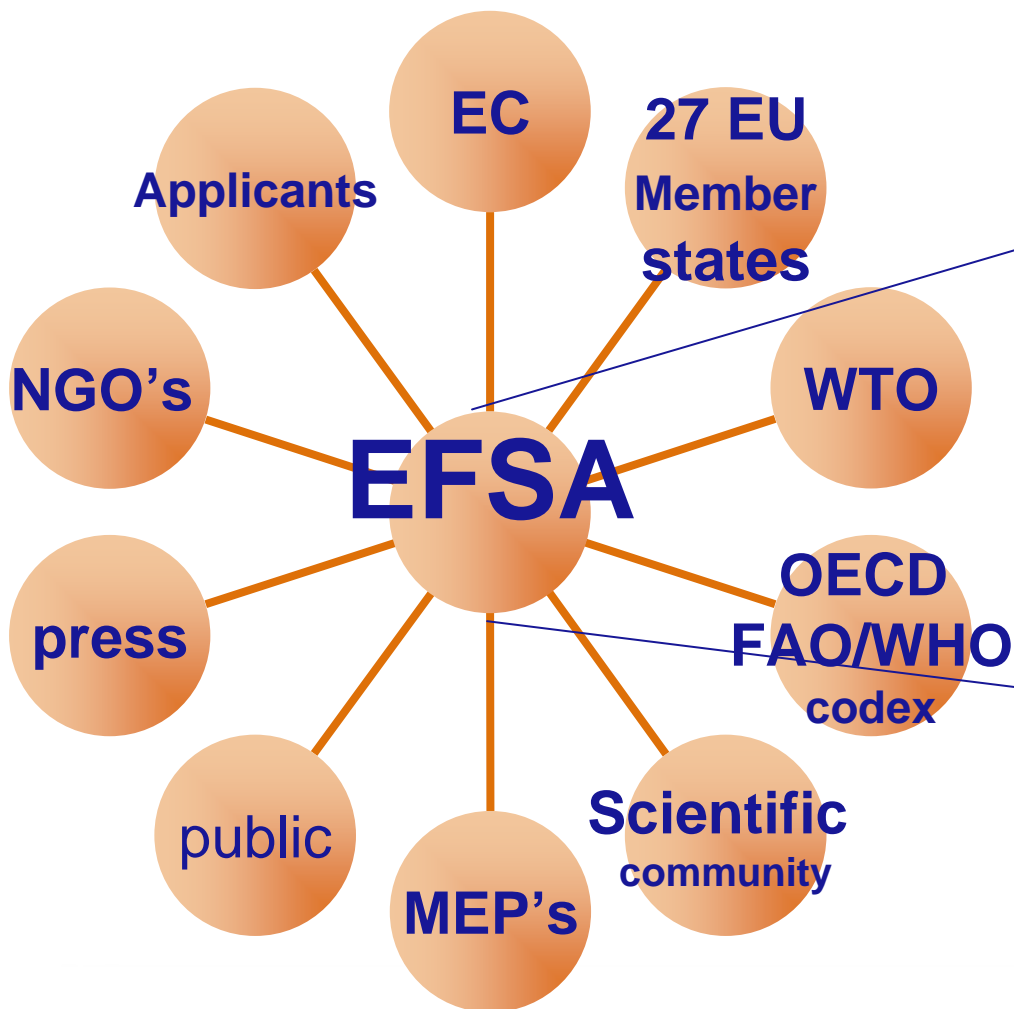 EC
27 EU
Member
states
Applicants
NGO’s
WTO
EFSA
OECD
FAO/WHO
codex
press
public
Scientific
community
MEP’s